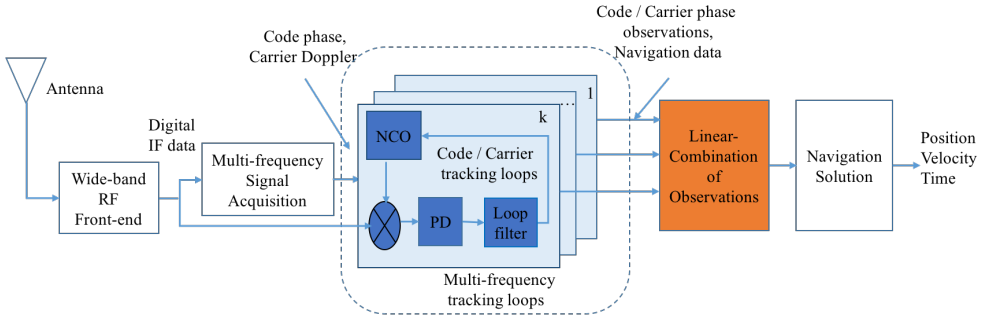 Code phase,
Carrier Doppler
Code / Carrier phase
observations,
Navigation data
Antenna
Digital
IF data
Wide-band
RF
Front-end
Multi-frequency
Signal
Acquisition
1
...
k
NCO
Code / Carrier
tracking loops
PD
Loop
filter
Multi-frequency
tracking loops
Linear-
Combination
of
Observations
Navigation
Solution
Position
Velocity
Time